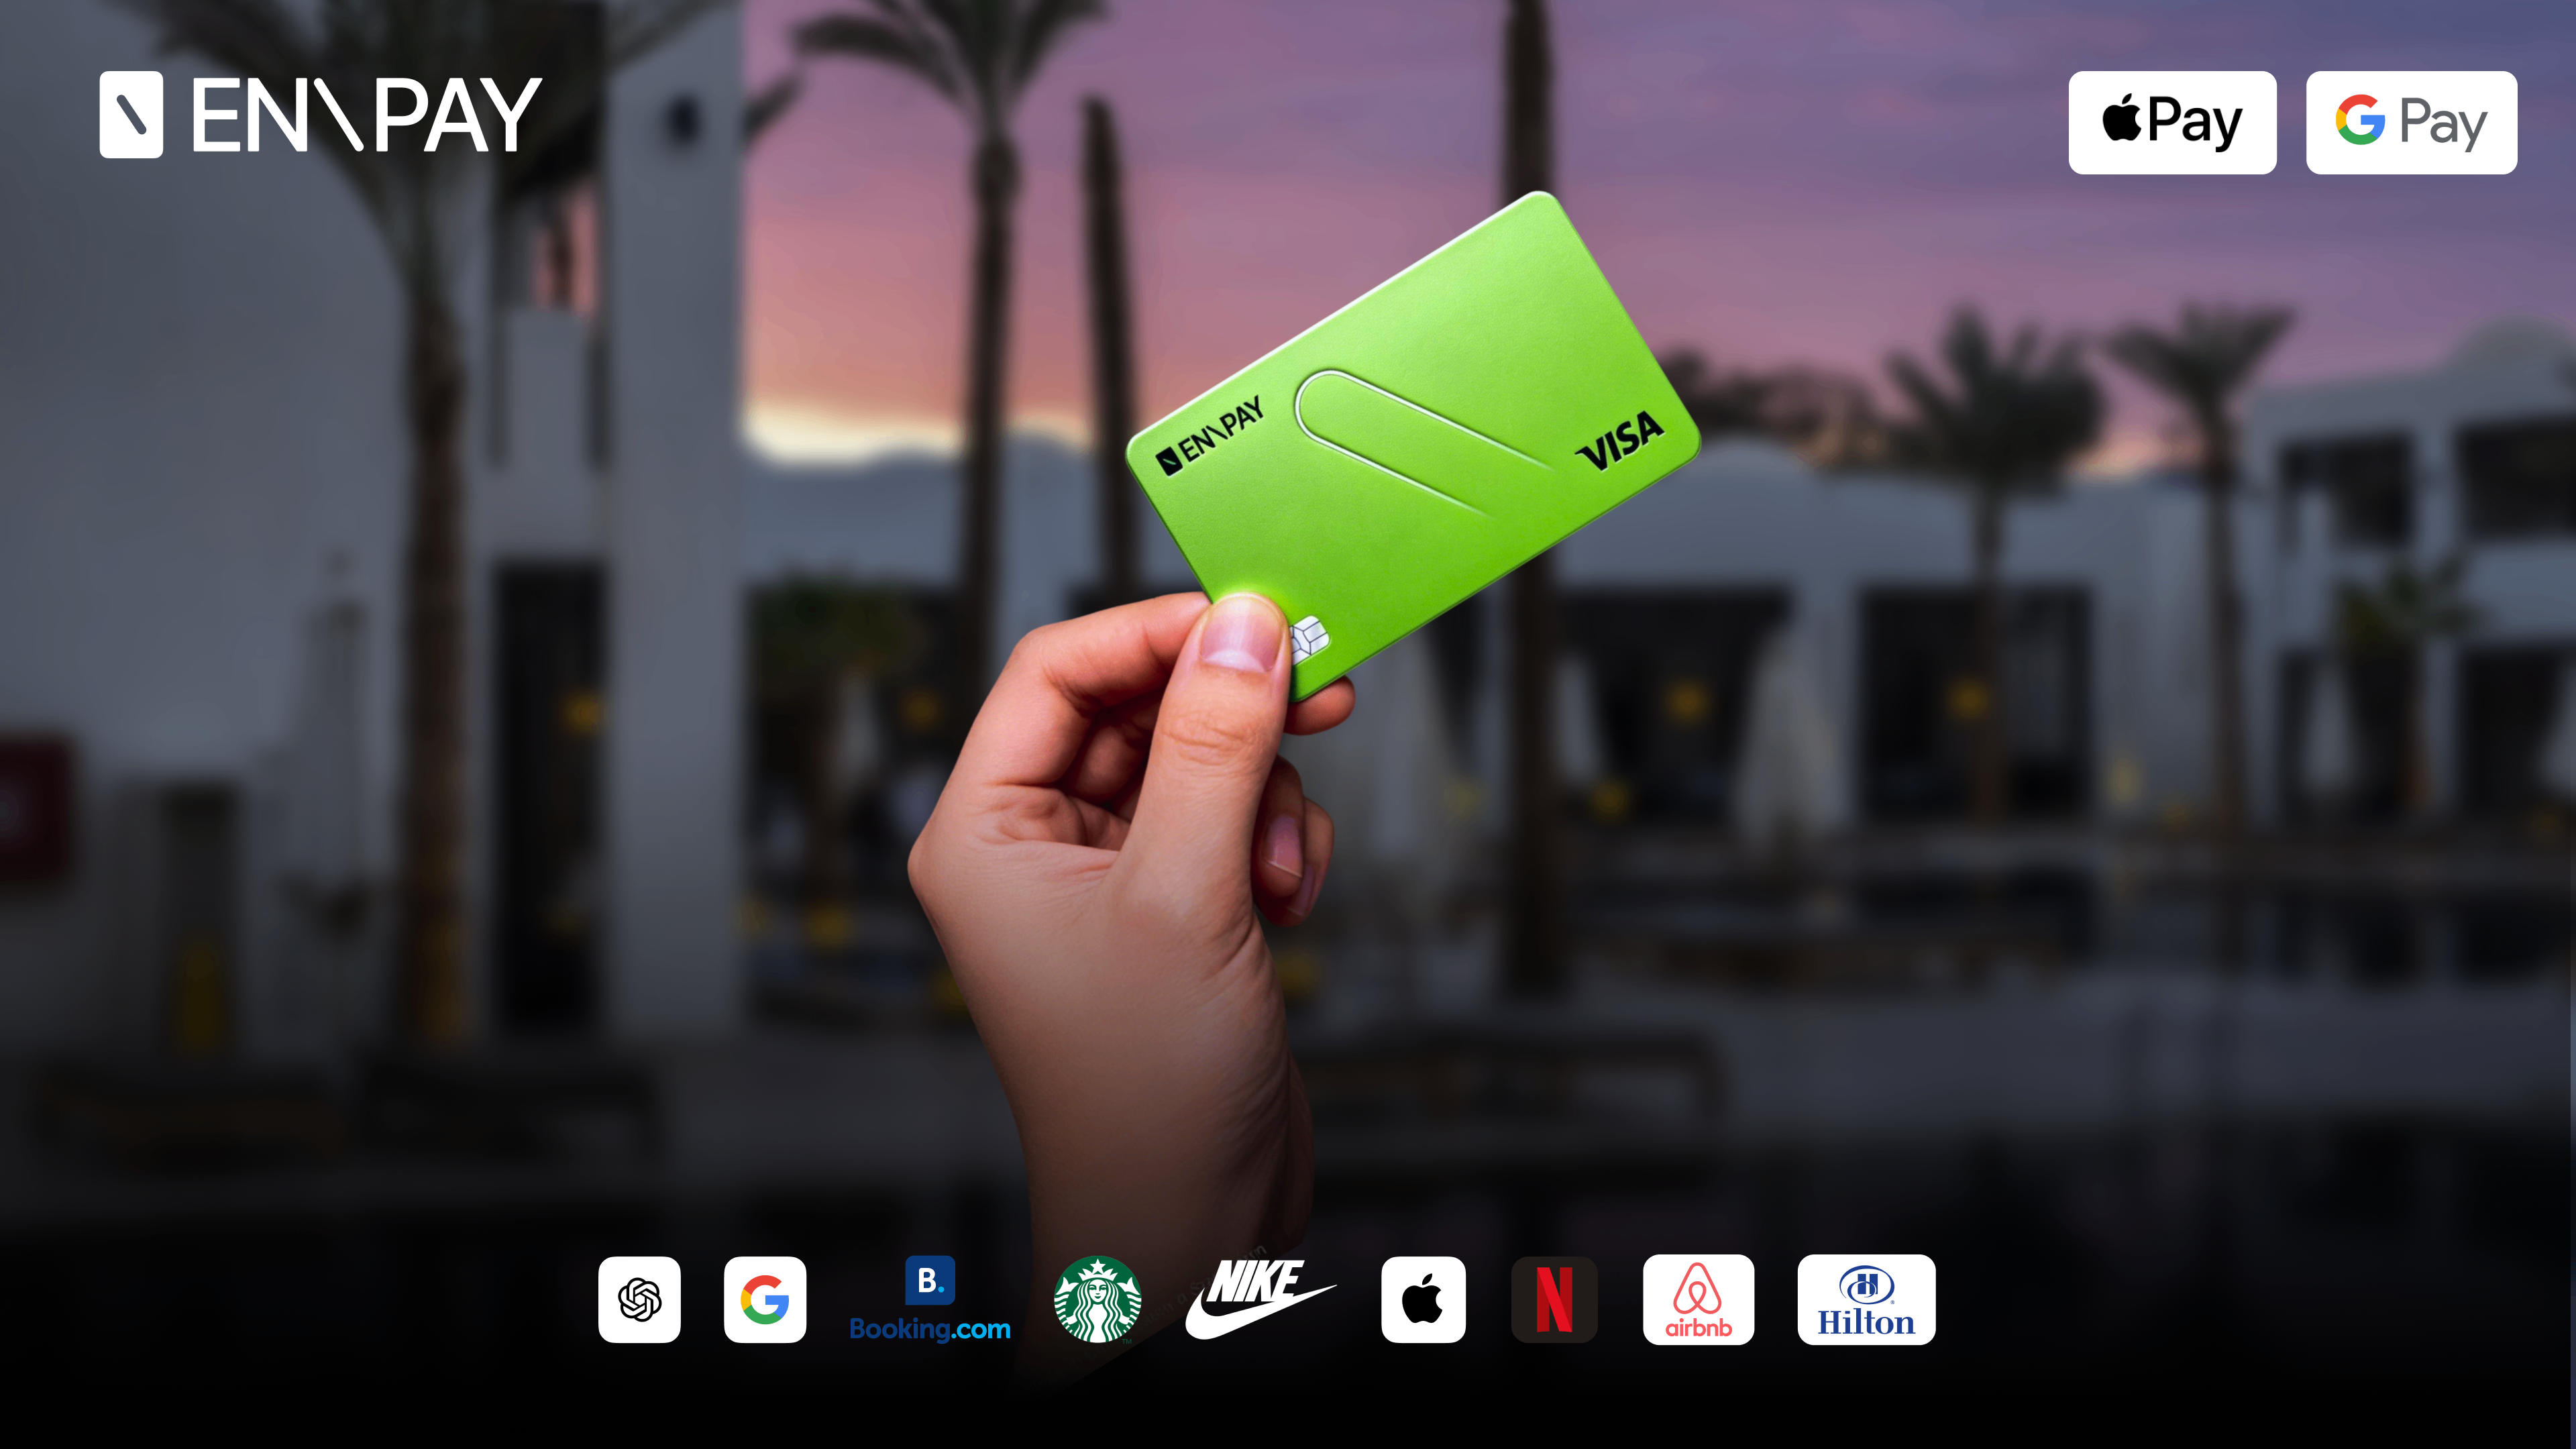 EN\PAY
Pay
G Pay
EN\PAY
VISA
B.
Booking.com
NIKE
N
airbnb
Hilton